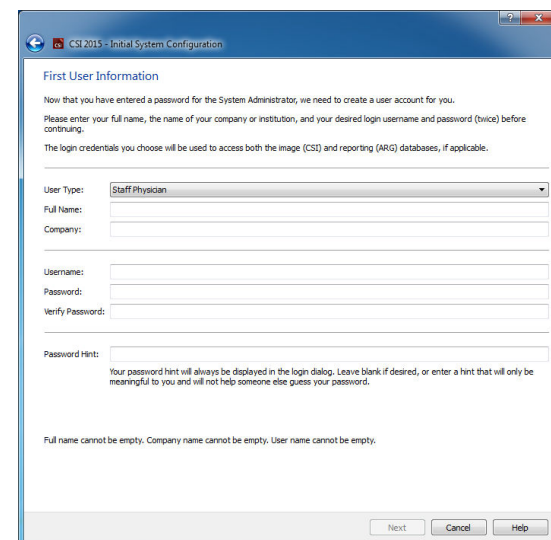 ? X
CSI 2015 - Initial System Configuration
First User Information
Now that you have entered a password for the System Administrator, we need to create a user account for you.
Please enter your full name, the name of your company or institution, and your desired login username and password (twice) before
continuing.
The login credentials you choose will be used to access both the image (CSI) and reporting (ARG) databases, if applicable.
User Type: Staff Physician
Full Name:
Company:
Username:
Password:
Verify Password:
Password Hint:
Your password hint will always be displayed in the login dialog. Leave blank if desired, or enter a hint that will only be
meaningful to you and will not help someone else guess your password.
Full name cannot be empty. Company name cannot be empty. User name cannot be empty.
Next Cancel Help